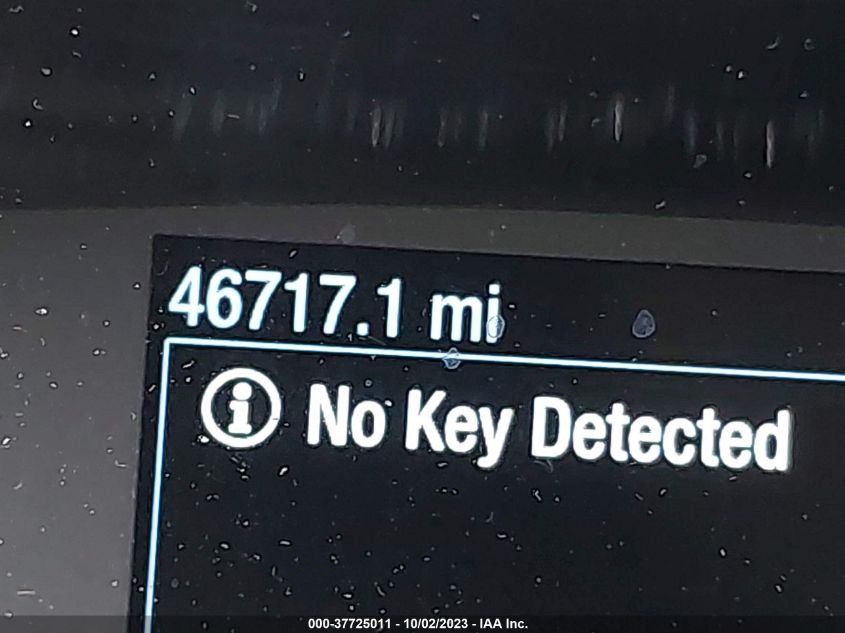 46717.1 mi
No Key Detected
000-37725011 - 10/02/2023 - IAA Inc.